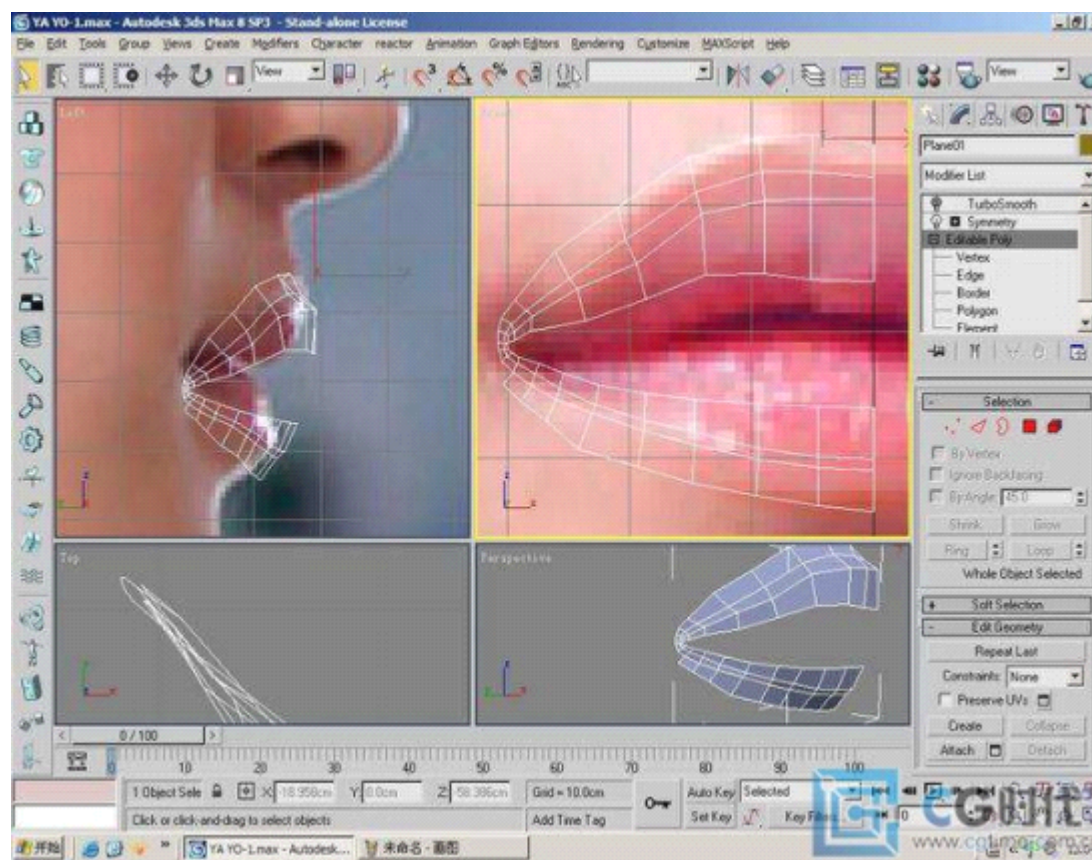 YA YO-1.max - Autodesk 3ds Max 8 SP3 - Stand-alone License
File Edit Tools Group Views Create Modifiers Character reactor Animation Graph Editors Rendering Customize MAXScript Help
View
View
Left
Plane01
Modifier List
TurboSmooth
Symmetry
Editable Poly
Vertex
Edge
Border
Polygon
Element
Selection
By Vertex
Ignore Backfacing
By Angle: 45.0
Shrink Grow
Ring Loop
Whole Object Selected
Soft Selection
Edit Geometry
Repeat Last
Constraints: None
Preserve UVs
Create Collapse
Attach Detach
Top
Perspective
0 / 100
0 10 20 30 40 50 60 70 80 90 100
1 Object Sele X -18.958cm Y 0.0cm Z -58.386cm Grid = 10.0cm
Auto Key Selected
Click or click-and-drag to select objects Add Time Tag
Set Key Key Filters...
0
CG时代
开始 YA YO-1.max - Autodesk... 未命名 - 画图